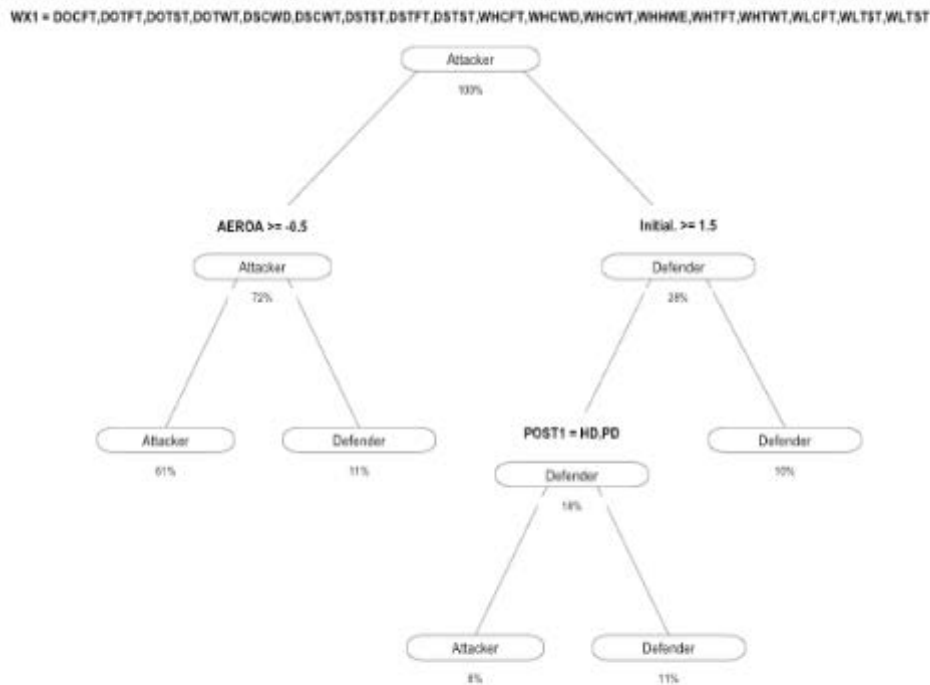 WX1 = DOCFT,DOTFT,DOTST,DOTWT,DSCWD,DSCWT,DSTST,DSTFT,DSTST,WHCFT,WHCWD,WHCWT,WHHWE,WHTFT,WHTWT,WLCFT,WLTST,WLTST
Attacker
100%
AEROA >= -0.5
Initial. >= 1.5
Attacker
Defender
72%
28%
Attacker
Defender
POST1 = HD,PD
Defender
61%
11%
Defender
10%
18%
Attacker
Defender
8%
11%